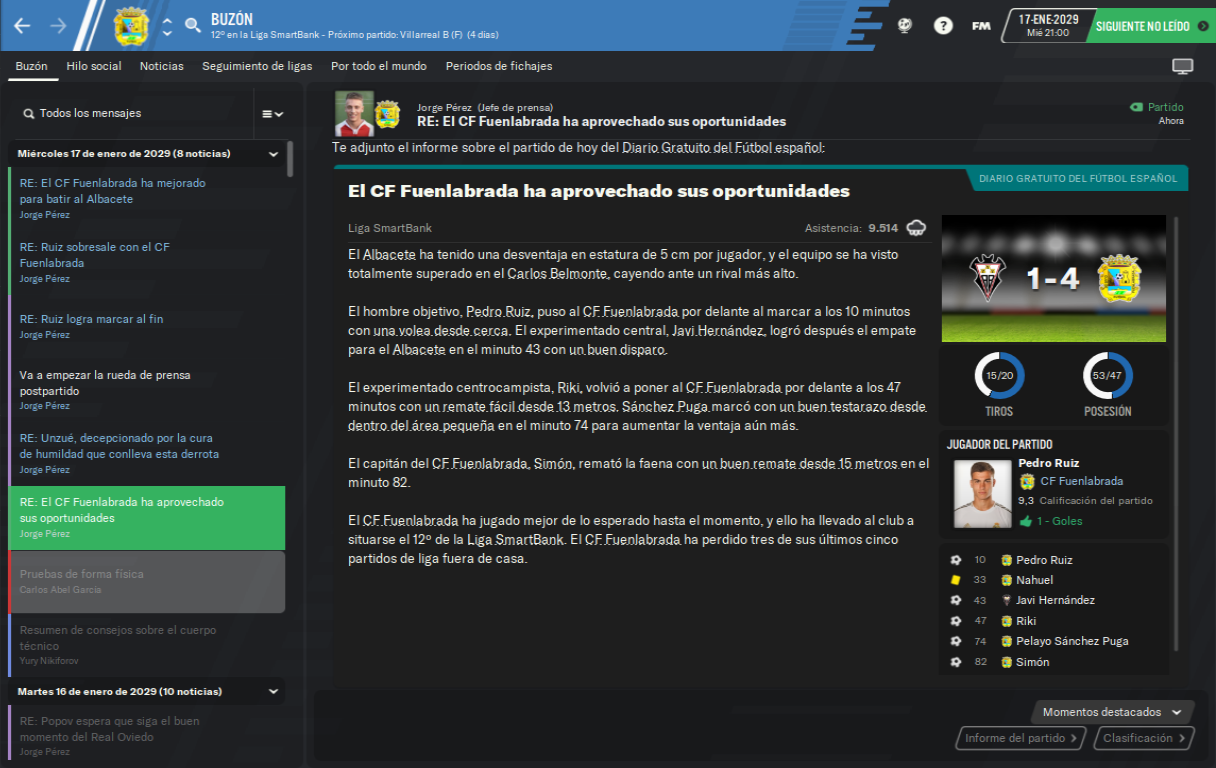 BUZÓN
12º en la Liga SmartBank - Próximo partido: Villarreal B (F) (4 días)
?
FM
17-ENE-2029
Mié 21:00
SIGUIENTE NO LEÍDO
Buzón
Hilo social
Noticias
Seguimiento de ligas
Por todo el mundo
Periodos de fichajes
Todos los mensajes
Miércoles 17 de enero de 2029 (8 noticias)
RE: El CF Fuenlabrada ha mejorado
para batir al Albacete
Jorge Pérez
RE: Ruiz sobresale con el CF
Fuenlabrada
Jorge Pérez
RE: Ruiz logra marcar al fin
Jorge Pérez
Va a empezar la rueda de prensa
postpartido
Jorge Pérez
RE: Unzué, decepcionado por la cura
de humildad que conlleva esta derrota
Jorge Pérez
RE: El CF Fuenlabrada ha aprovechado
sus oportunidades
Jorge Pérez
Pruebas de forma física
Carlos Abel García
Resumen de consejos sobre el cuerpo
técnico
Yury Nikiforov
Martes 16 de enero de 2029 (10 noticias)
RE: Popov espera que siga el buen
momento del Real Oviedo
Jorge Pérez
Jorge Pérez (Jefe de prensa)
RE: El CF Fuenlabrada ha aprovechado sus oportunidades
Partido
Ahora
Te adjunto el informe sobre el partido de hoy del Diario Gratuito del Fútbol español:
El CF Fuenlabrada ha aprovechado sus oportunidades
DIARIO GRATUITO DEL FÚTBOL ESPAÑOL
Liga SmartBank
Asistencia: 9.514
El Albacete ha tenido una desventaja en estatura de 5 cm por jugador, y el equipo se ha visto
totalmente superado en el Carlos Belmonte, cayendo ante un rival más alto.
El hombre objetivo, Pedro Ruiz, puso al CF Fuenlabrada por delante al marcar a los 10 minutos
con una volea desde cerca. El experimentado central, Javi Hernández, logró después el empate
para el Albacete en el minuto 43 con un buen disparo.
El experimentado centrocampista, Riki, volvió a poner al CF Fuenlabrada por delante a los 47
minutos con un remate fácil desde 13 metros. Sánchez Puga marcó con un buen testarazo desde
dentro del área pequeña en el minuto 74 para aumentar la ventaja aún más.
El capitán del CF Fuenlabrada, Simón, remató la faena con un buen remate desde 15 metros en el
minuto 82.
El CF Fuenlabrada ha jugado mejor de lo esperado hasta el momento, y ello ha llevado al club a
situarse el 12º de la Liga SmartBank. El CF Fuenlabrada ha perdido tres de sus últimos cinco
partidos de liga fuera de casa.
1-4
15/20
TIROS
53/47
POSESIÓN
JUGADOR DEL PARTIDO
Pedro Ruiz
CF Fuenlabrada
9,3 Calificación del partido
1 - Goles
10 Pedro Ruiz
33 Nahuel
43 Javi Hernández
47 Riki
74 Pelayo Sánchez Puga
82 Simón
Momentos destacados
Informe del partido
Clasificación